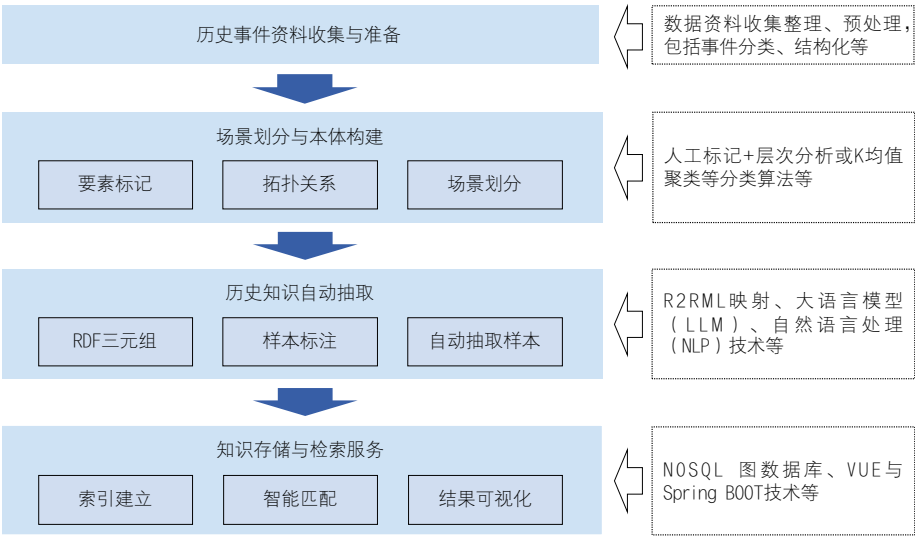 历史事件资料收集与准备
数据资料收集整理、预处理，
包括事件分类、结构化等
场景划分与本体构建
要素标记
拓扑关系
场景划分
人工标记+层次分析或K均值
聚类等分类算法等
历史知识自动抽取
RDF三元组
样本标注
自动抽取样本
R2RML映射、大语言模型
（LLM）、自然语言处理
（NLP）技术等
知识存储与检索服务
索引建立
智能匹配
结果可视化
NOSQL 图数据库、VUE与
Spring BOOT技术等